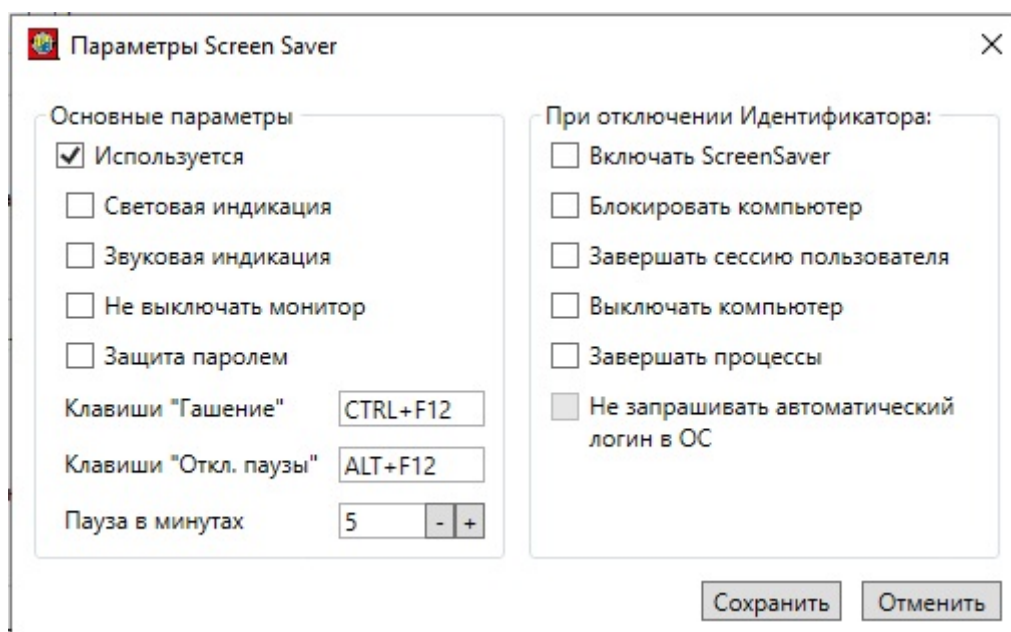 Параметры Screen Saver
Основные параметры
Используется
Световая индикация
Звуковая индикация
Не выключать монитор
Защита паролем
Клавиши "Гашение" CTRL+F12
Клавиши "Откл. паузы" ALT+F12
Пауза в минутах 5 - +
При отключении Идентификатора:
Включать ScreenSaver
Блокировать компьютер
Завершать сессию пользователя
Выключать компьютер
Завершать процессы
Не запрашивать автоматический
логин в ОС
Сохранить Отменить